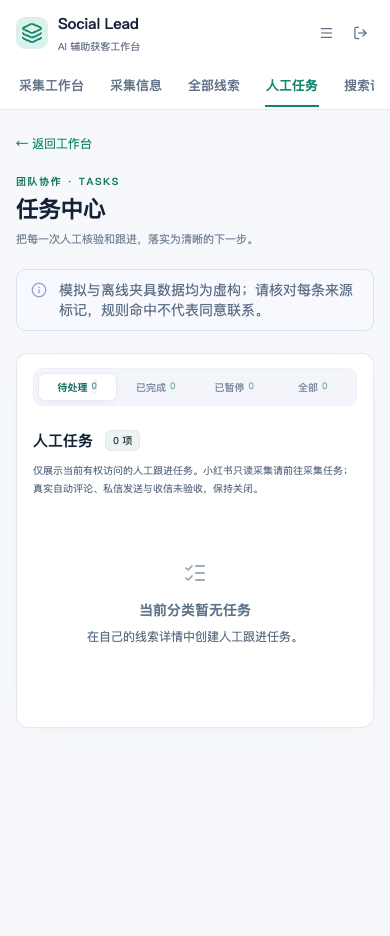 Social Lead
AI 辅助获客工作台
采集工作台 采集信息 全部线索 人工任务
← 返回工作台
团队协作 · TASKS
任务中心
把每一次人工核验和跟进，落实为清晰的下一步。
模拟与离线夹具数据均为虚构；请核对每条来源
标记，规则命中不代表同意联系。
待处理 0 已完成 0 已暂停 0 全部 0
人工任务 0 项
仅展示当前有权访问的人工跟进任务。小红书只读采集请前往采集任务；
真实自动评论、私信发送与收信未验收，保持关闭。
当前分类暂无任务
在自己的线索详情中创建人工跟进任务。